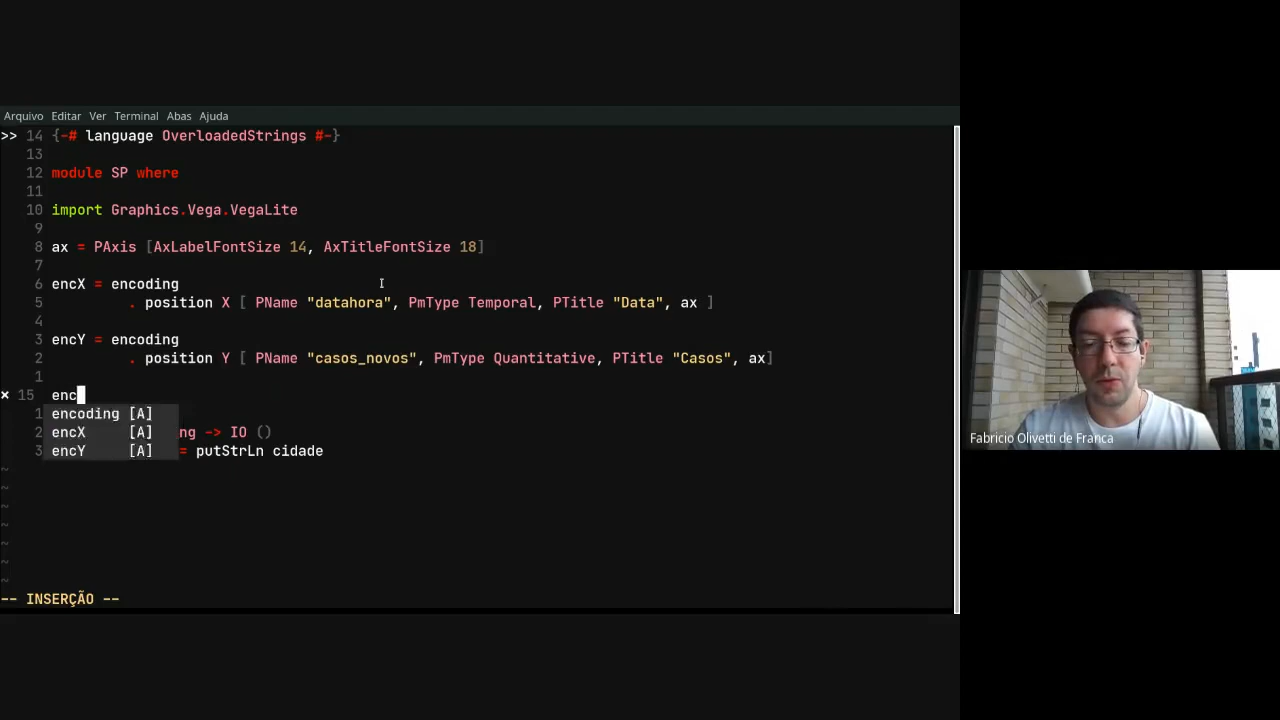 Arquivo Editar Ver Terminal Abas Ajuda
>> 14 {-# language OverloadedStrings #-}
13
12 module SP where
11
10 import Graphics.Vega.VegaLite
9
8 ax = PAxis [AxLabelFontSize 14, AxTitleFontSize 18]
7
6 encX = encoding
5 . position X [ PName "datahora", PmType Temporal, PTitle "Data", ax ]
4
3 encY = encoding
2 . position Y [ PName "casos_novos", PmType Quantitative, PTitle "Casos", ax]
1
× 15 enc
1 encoding [A]
2 encX [A] ng -> IO ()
3 encY [A] = putStrLn cidade
~
~
~
~
~
~
~
-- INSERÇÃO --
Fabricio Olivetti de Franca